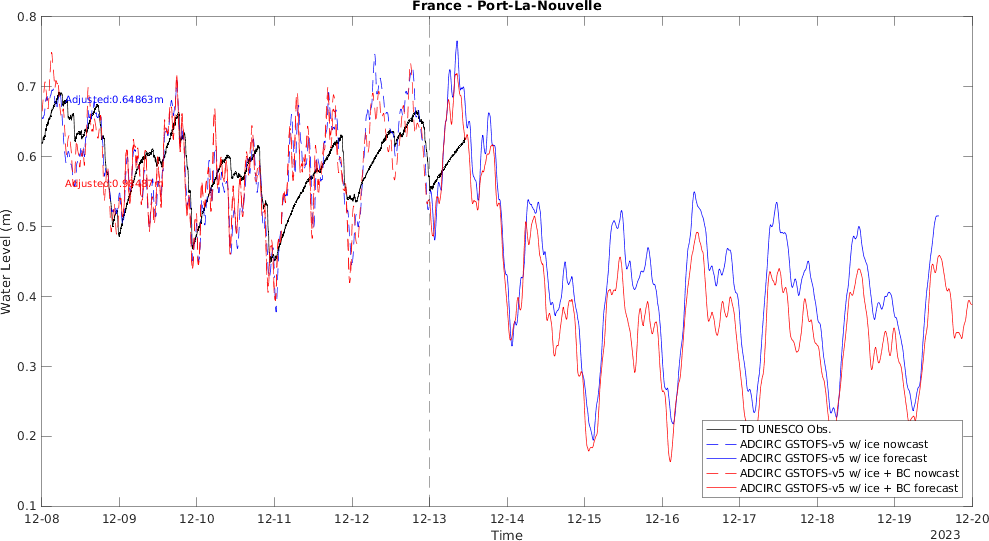 France - Port-La-Nouvelle
0.8
0.7
0.6
0.5
0.4
0.3
0.2
0.1
Water Level (m)
Adjusted:0.64863m
TD UNESCO Obs.
ADCIRC GSTOFS-v5 w/ ice nowcast
ADCIRC GSTOFS-v5 w/ ice forecast
ADCIRC GSTOFS-v5 w/ ice + BC nowcast
ADCIRC GSTOFS-v5 w/ ice + BC forecast
12-08 12-09 12-10 12-11 12-12 12-13 12-14 12-15 12-16 12-17 12-18 12-19 12-20
Time
2023